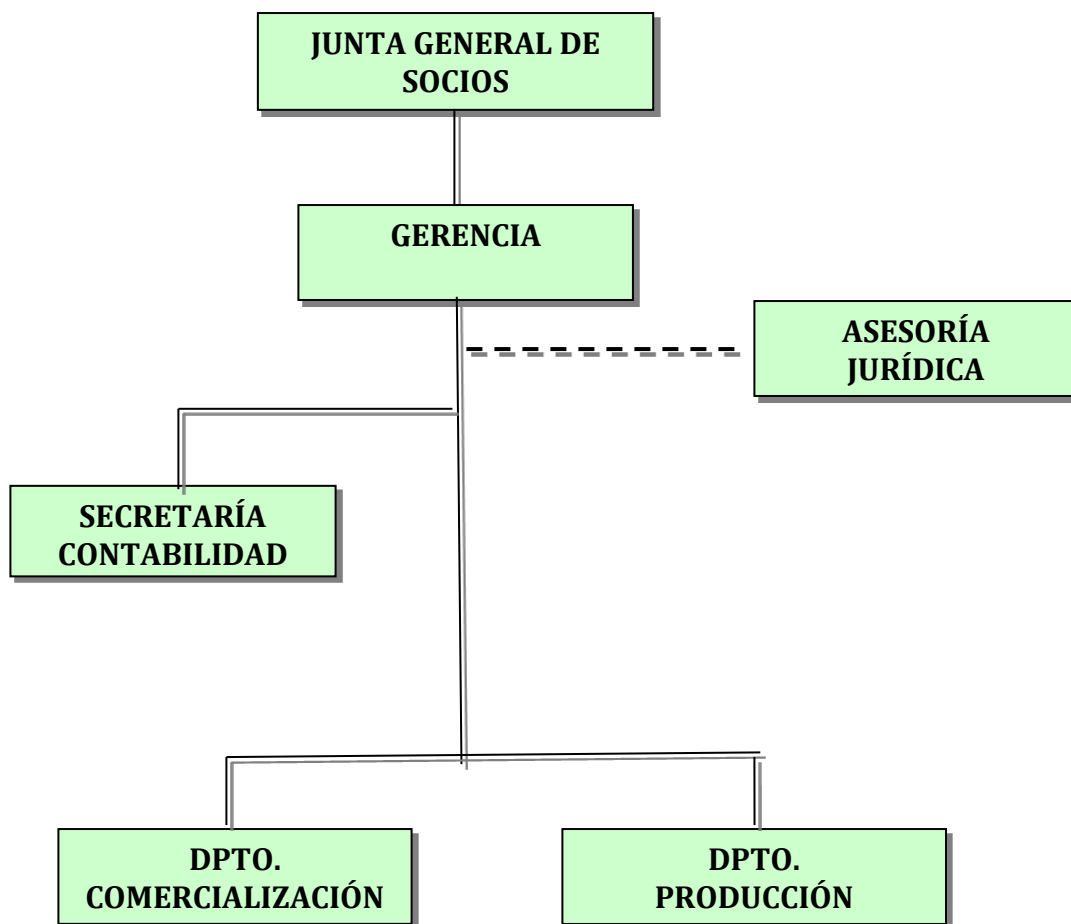 JUNTA GENERAL DE
SOCIOS
GERENCIA
ASESORÍA
JURÍDICA
SECRETARÍA
CONTABILIDAD
DPTO.
COMERCIALIZACIÓN
DPTO.
PRODUCCIÓN